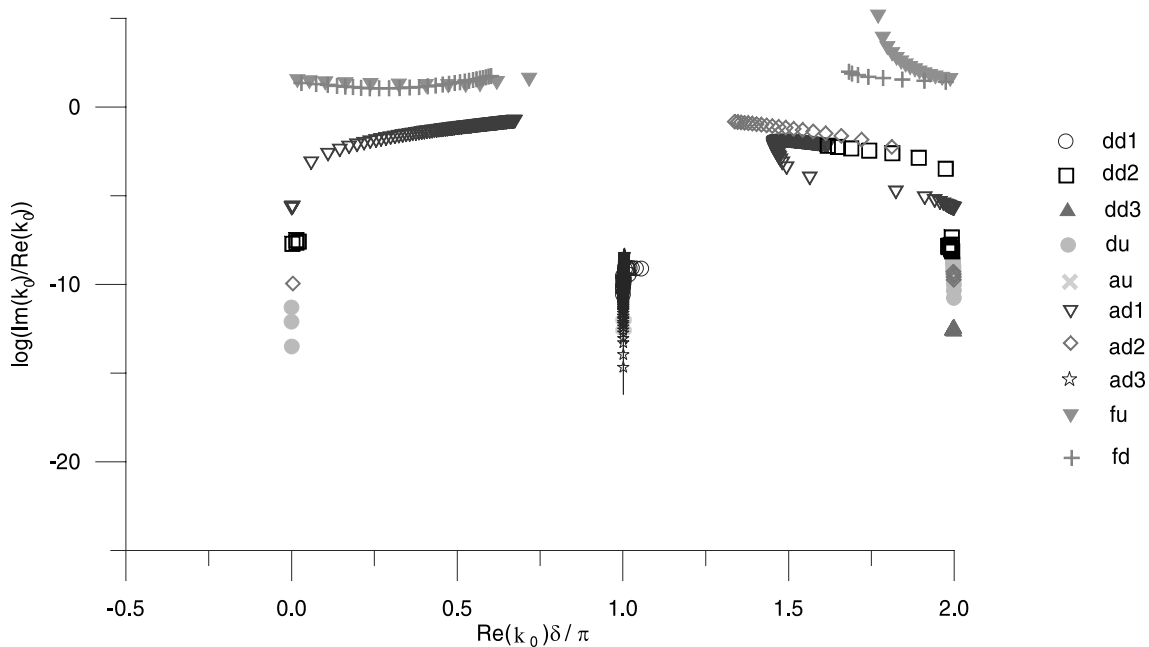 0
-10
-20
log(Im(k₀)/Re(k₀))
-0.5
0.0
0.5
1.0
1.5
2.0
Re(k₀)δ/π
dd1
dd2
dd3
du
au
ad1
ad2
ad3
fu
fd